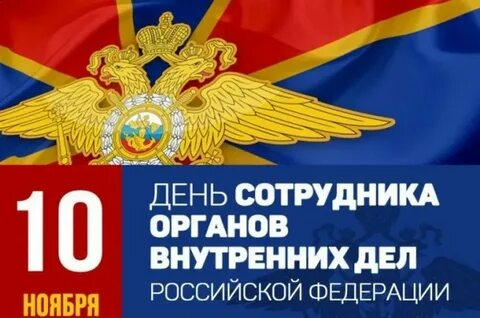 10
НОЯБРЯ
ДЕНЬ СОТРУДНИКА
ОРГАНОВ
ВНУТРЕННИХ ДЕЛ
РОССИЙСКОЙ ФЕДЕРАЦИИ